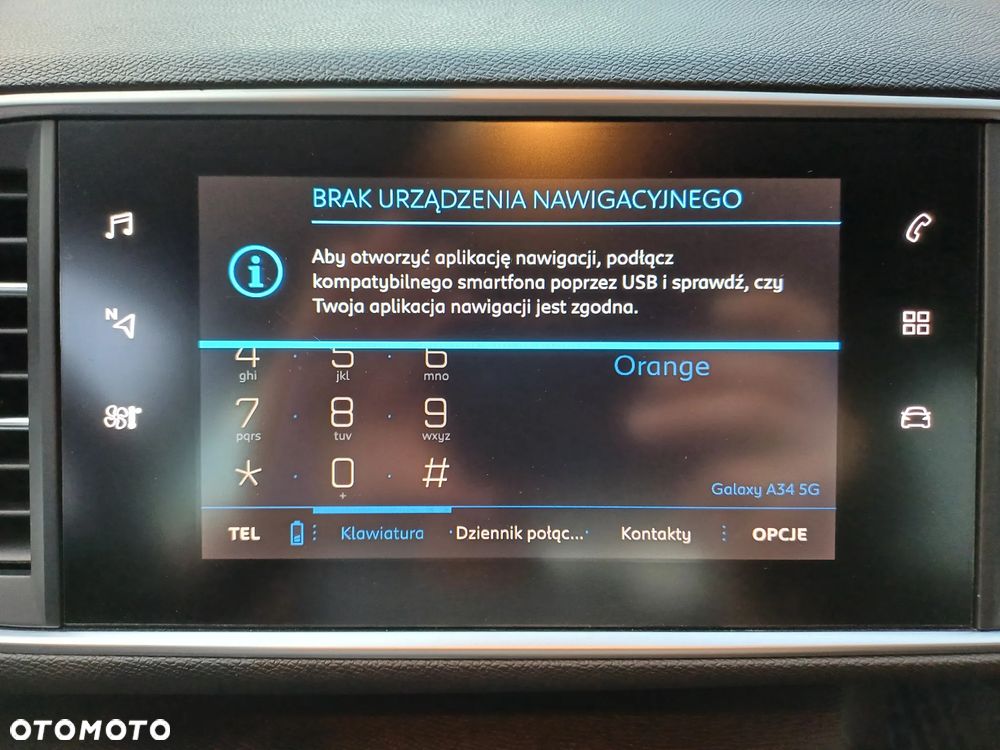 BRAK URZĄDZENIA NAWIGACYJNEGO
N
Aby otworzyć aplikację nawigacji, podłącz
kompatybilnego smartfona poprzez USB i sprawdź, czy
Twoja aplikacja nawigacji jest zgodna.
4 5 6
ghi jkl mno
Orange
7 8 9
pqrs tuv wxyz
* 0 #
+
Galaxy A34 5G
TEL Klawiatura Dziennik połąc... Kontakty OPCJE
OTOMOTO